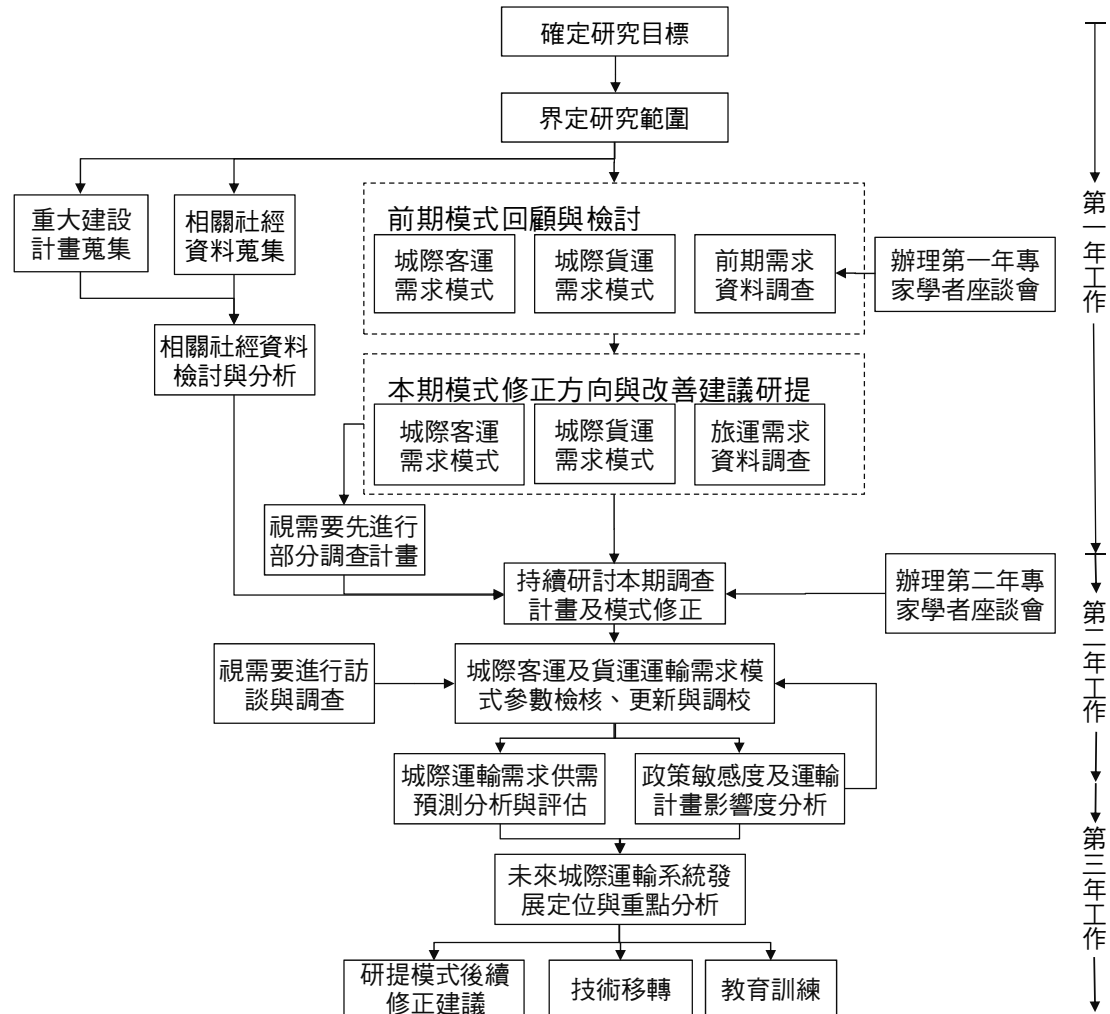 確定研究目標
界定研究範圍
重大建設
計畫蒐集
相關社經
資料蒐集
前期模式回顧與檢討
城際客運
需求模式
城際貨運
需求模式
前期需求
資料調查
辦理第一年專
家學者座談會
第一年工作
相關社經資料
檢討與分析
本期模式修正方向與改善建議研提
城際客運
需求模式
城際貨運
需求模式
旅運需求
資料調查
視需要先進行
部分調查計畫
持續研討本期調查
計畫及模式修正
辦理第二年專
家學者座談會
第二年工作
視需要進行訪
談與調查
城際客運及貨運運輸需求模
式參數檢核、更新與調校
城際運輸需求供需
預測分析與評估
政策敏感度及運輸
計畫影響度分析
第三年工作
未來城際運輸系統發
展定位與重點分析
研提模式後續
修正建議
技術移轉
教育訓練